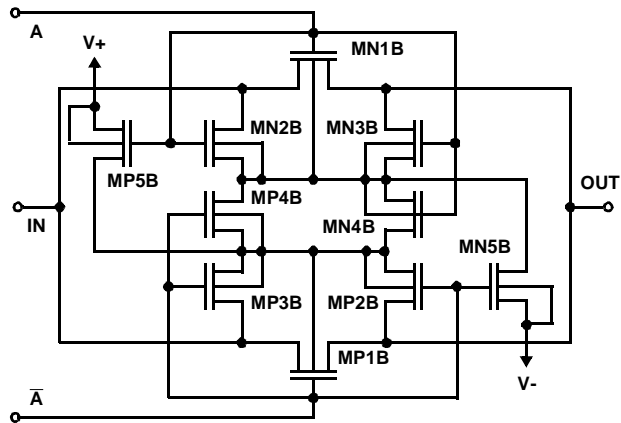 A
V+
MN1B
MN2B
MN3B
MP5B
MP4B
OUT
IN
MN4B
MN5B
MP3B
MP2B
MP1B
V-
A̅